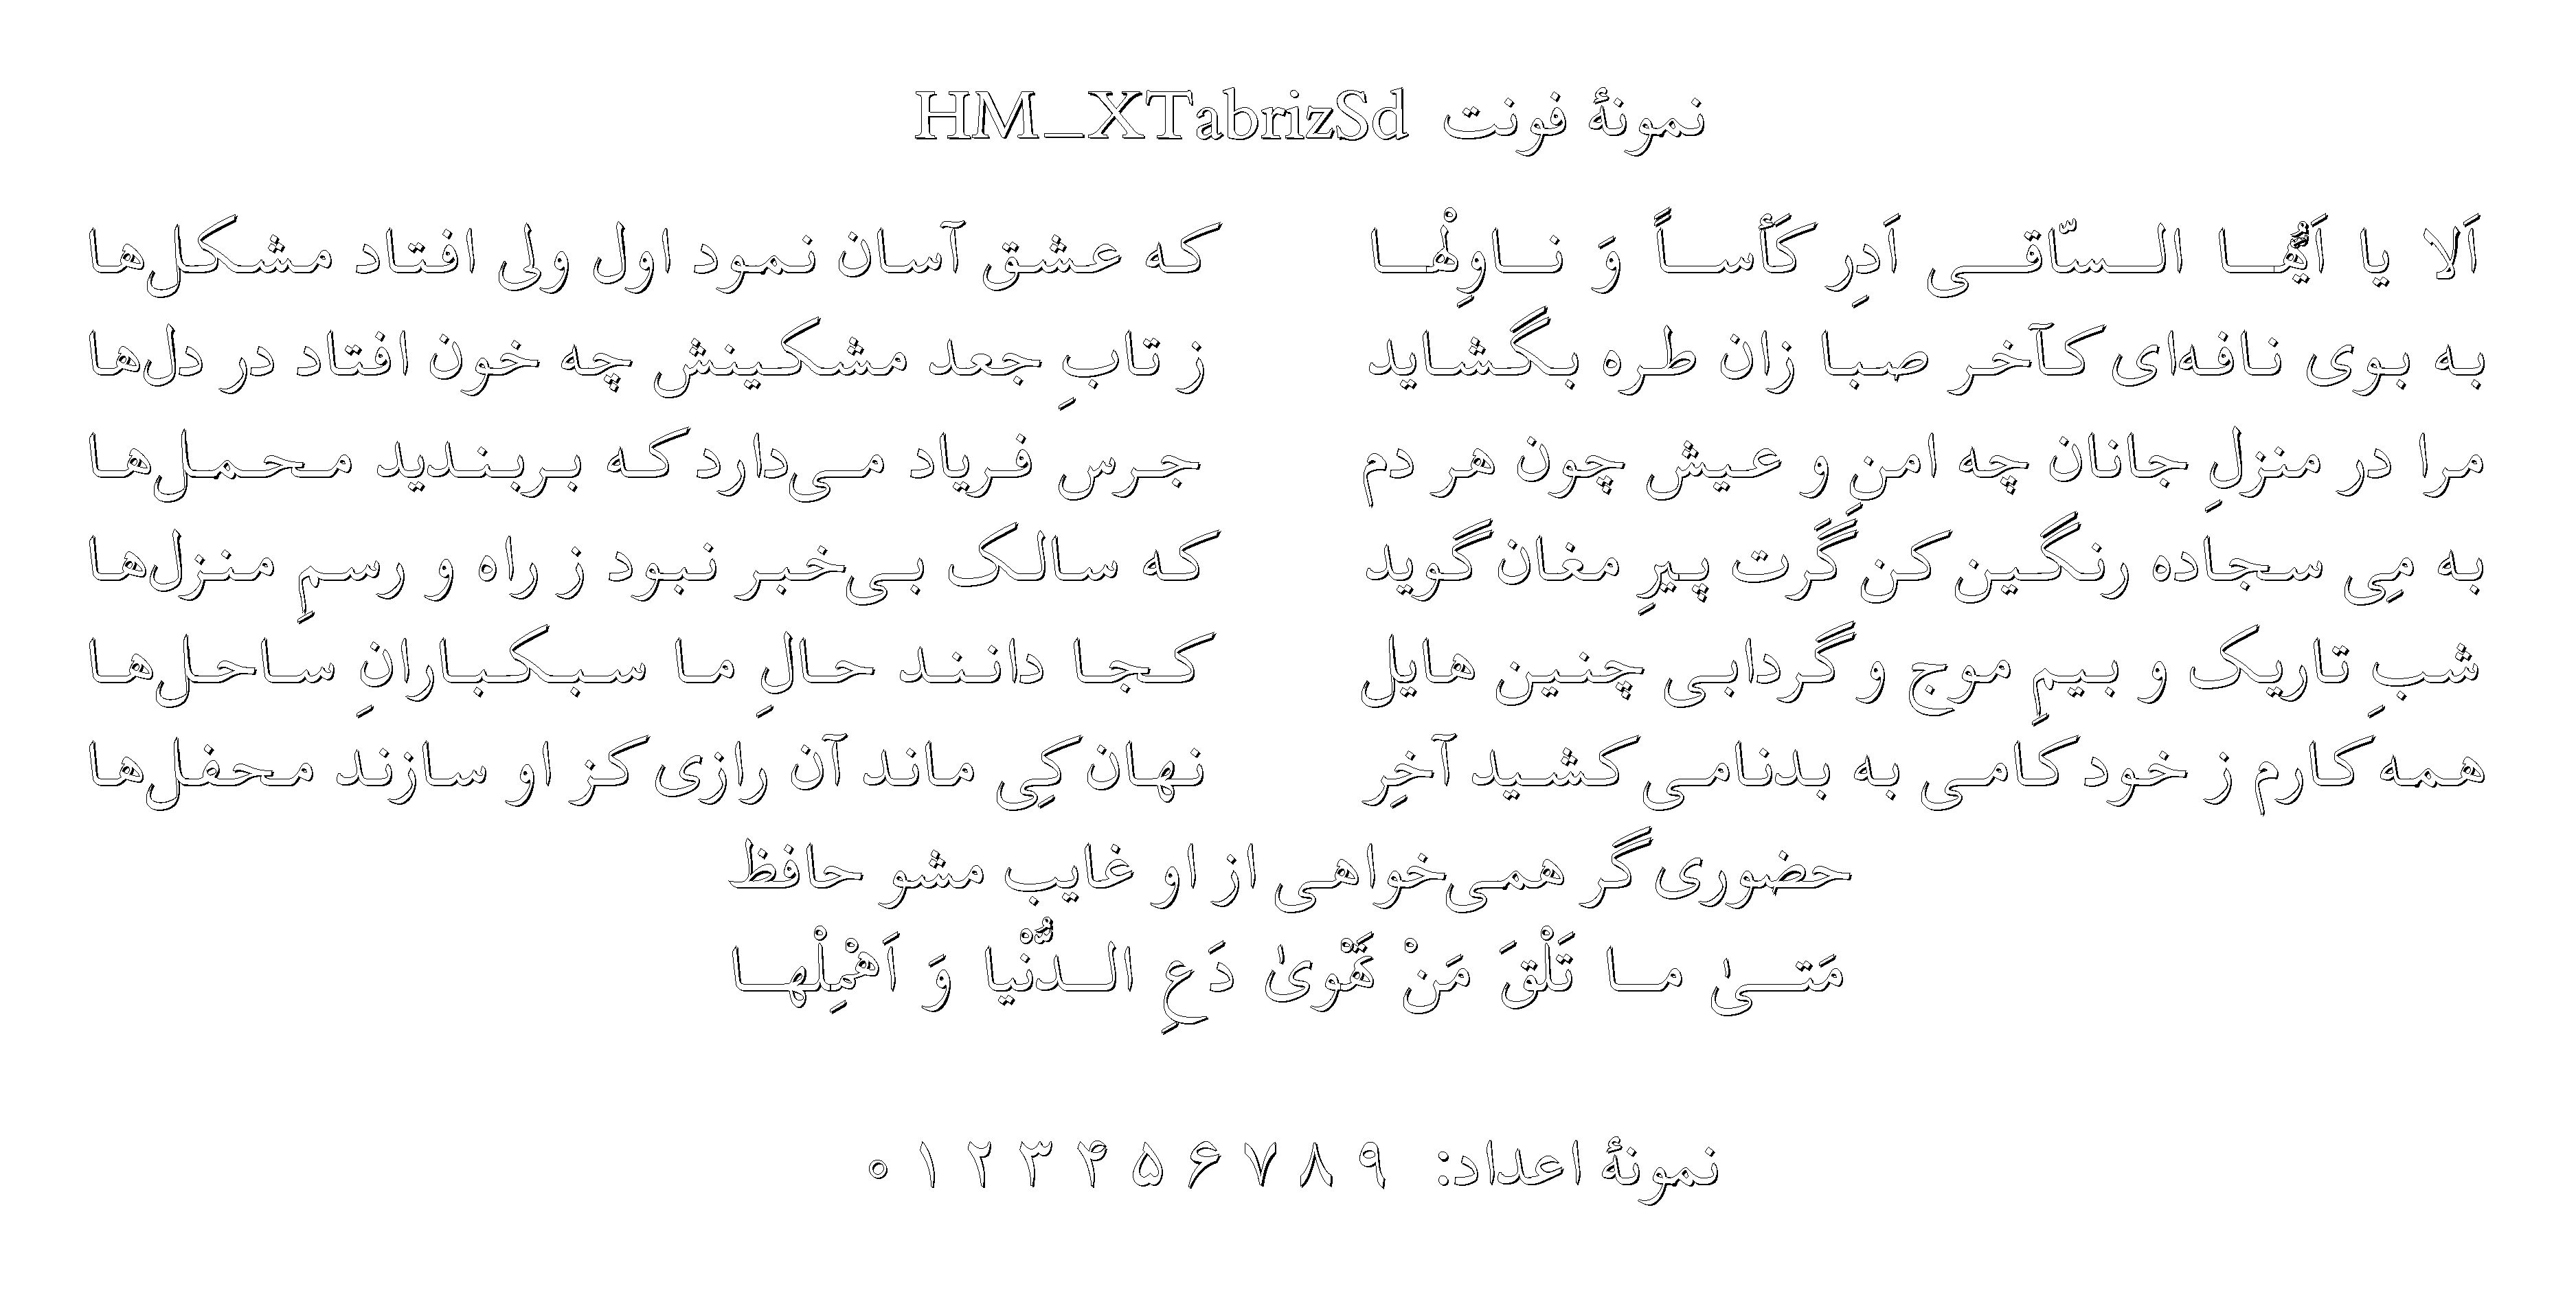 نمونهٔ فونت HM_XTabrizSd
اَلا یا اَیُّها السّاقی اَدِر کَأساً وَ ناوِلْها که عشق آسان نمود اول ولی افتاد مشکل‌ها
به بوی نافه‌ای کآخر صبا زان طره بگشاید ز تابِ جعد مشکینش چه خون افتاد در دل‌ها
مرا در منزلِ جانان چه امنِ و عیش چون هر دم جرس فریاد می‌دارد که بربندید محمل‌ها
به مِی سجاده رنگین کن گَرت پیرِ مغان گوید که سالک بی‌خبر نبود ز راه و رسمِ منزل‌ها
شبِ تاریک و بیمِ موج و گردابی چنین هایل کجا دانند حالِ ما سبکبارانِ ساحل‌ها
همه کارم ز خود کامی به بدنامی کشید آخِر نهان کِی ماند آن رازی کز او سازند محفل‌ها
حضوری گر همی‌خواهی از او غایب مشو حافظ
مَتیٰ ما تَلْقَ مَنْ تَهْویٰ دَعِ الدُّنْیا وَ اَهْمِلْها
نمونهٔ اعداد: ۹ ۸ ۷ ۶ ۵ ۴ ۳ ۲ ۱ ۰